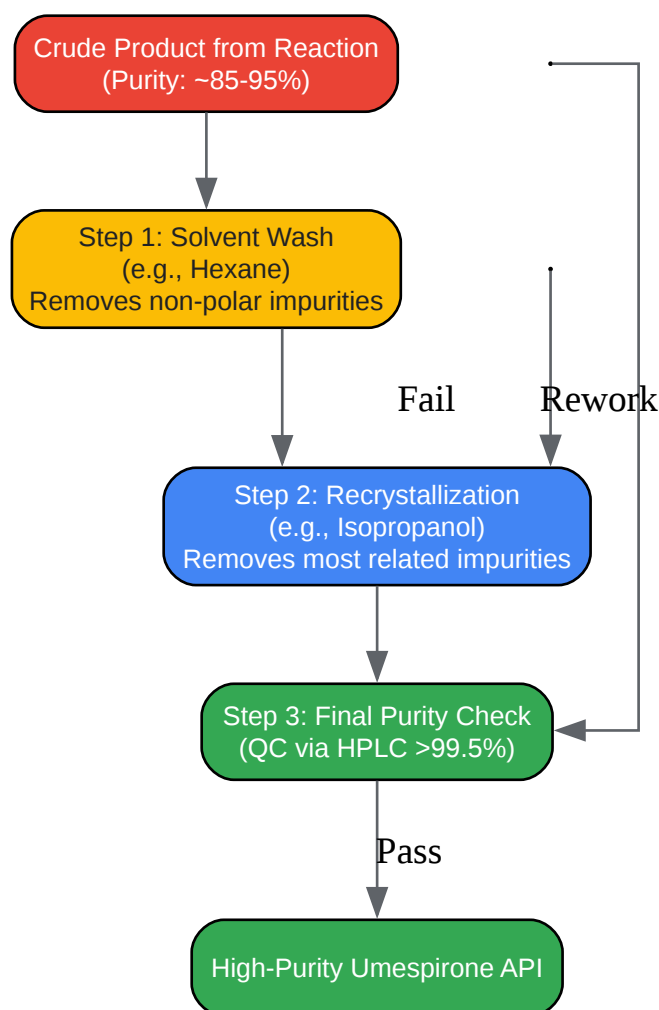 Crude Product from Reaction
(Purity: ~85-95%)
Step 1: Solvent Wash
(e.g., Hexane)
Removes non-polar impurities
Fail
Rework
Step 2: Recrystallization
(e.g., Isopropanol)
Removes most related impurities
Step 3: Final Purity Check
(QC via HPLC >99.5%)
Pass
High-Purity Umespirone API